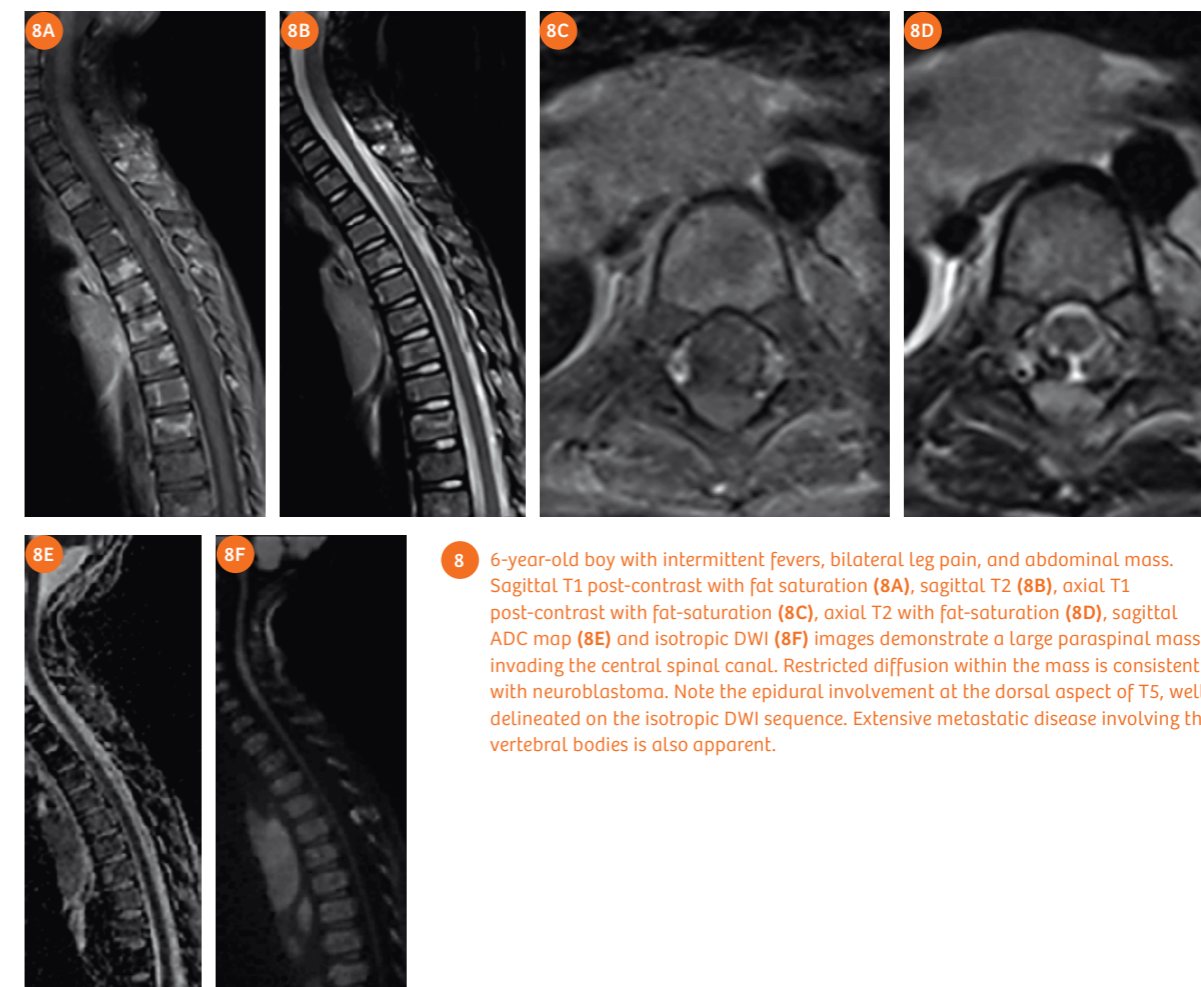 8A
8B
8C
8D
8E
8F
8 6-year-old boy with intermittent fevers, bilateral leg pain, and abdominal mass.
Sagittal T1 post-contrast with fat saturation (8A), sagittal T2 (8B), axial T1
post-contrast with fat-saturation (8C), axial T2 with fat-saturation (8D), sagittal
ADC map (8E) and isotropic DWI (8F) images demonstrate a large paraspinal mass
invading the central spinal canal. Restricted diffusion within the mass is consistent
with neuroblastoma. Note the epidural involvement at the dorsal aspect of T5, well
delineated on the isotropic DWI sequence. Extensive metastatic disease involving th
vertebral bodies is also apparent.